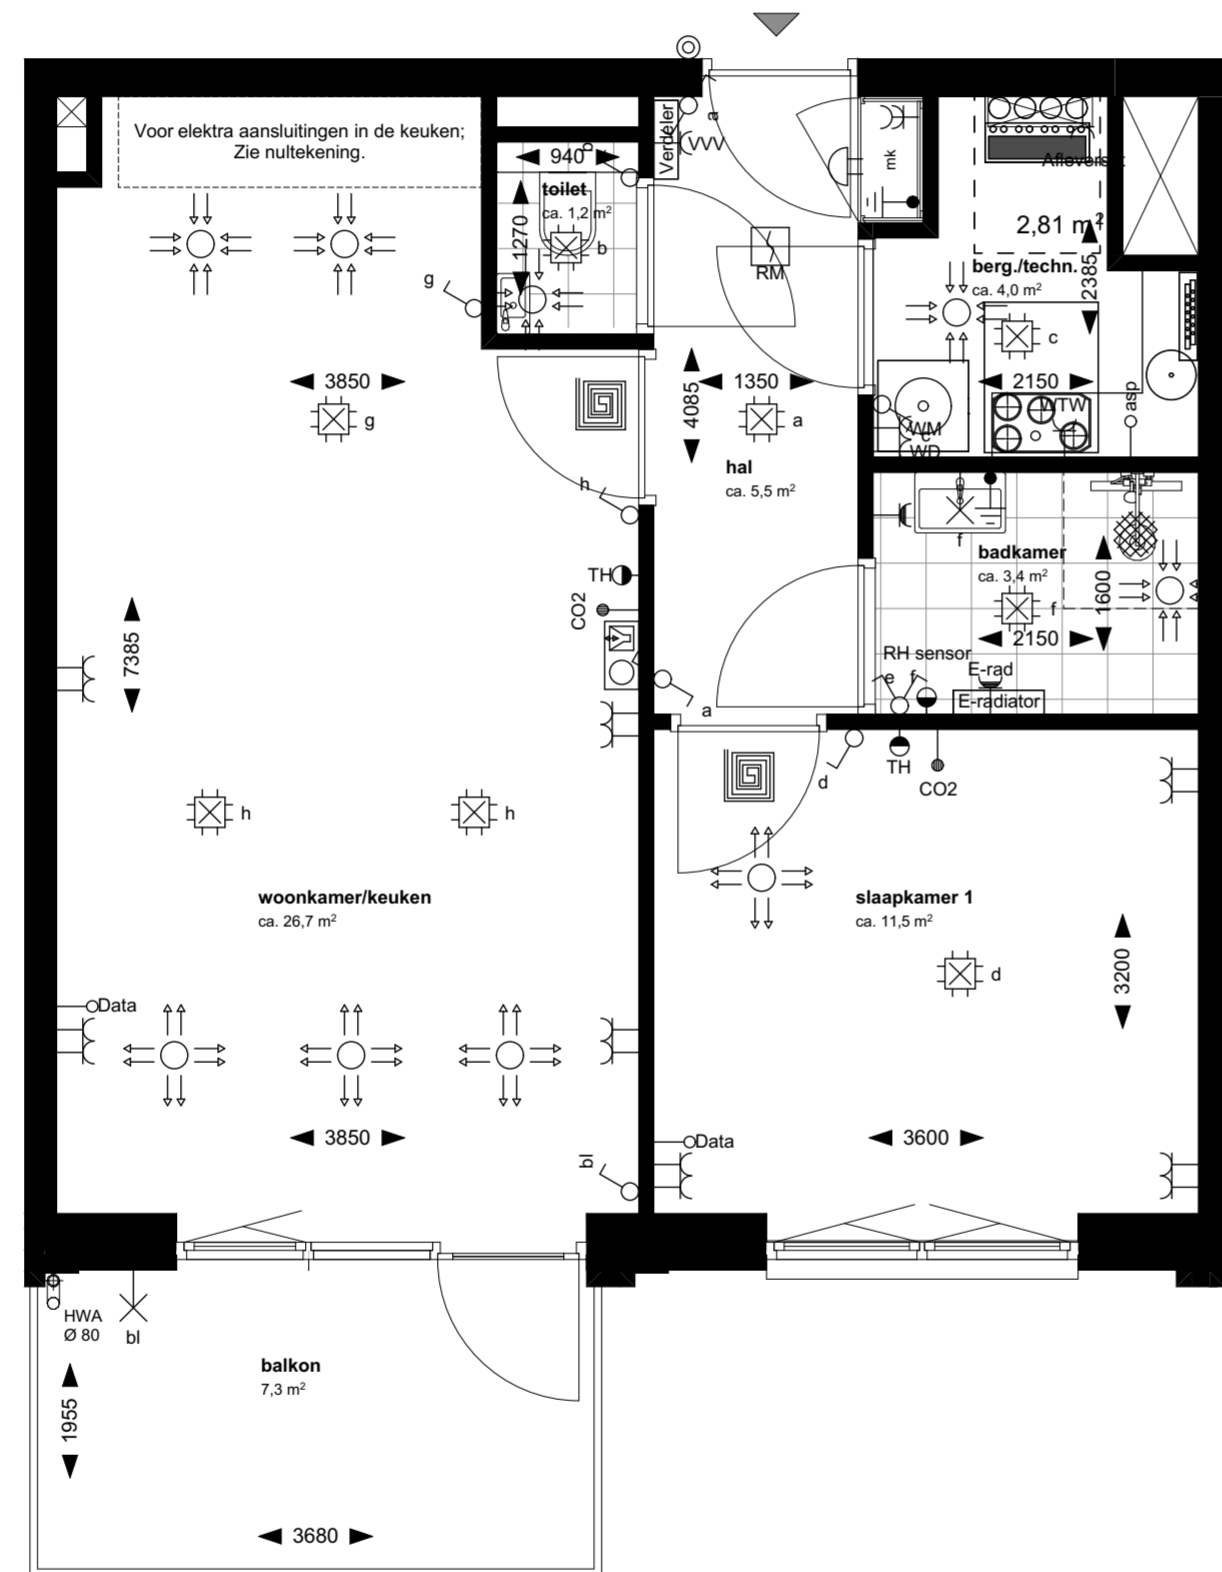 Voor elektra aansluitingen in de keuken;
Zie nultekening.
Verdeler
a
mk
Afleverset
940
b
toilet
ca. 1,2 m²
b
1270
2,81 m²
berg./techn.
ca. 4,0 m²
2385
RM
g
c
3850
g
4085
1350
a
2150
WTW
asp
WM
c
WD
hal
ca. 5,5 m²
h
f
badkamer
ca. 3,4 m²
f
1600
2150
TH
CO2
7385
RH sensor
e
f
E-rad
E-radiator
a
d
TH
CO2
h
h
woonkamer/keuken
ca. 26,7 m²
slaapkamer 1
ca. 11,5 m²
d
3200
Data
3850
3600
Data
bl
HWA
Ø 80
bl
balkon
7,3 m²
1955
3680